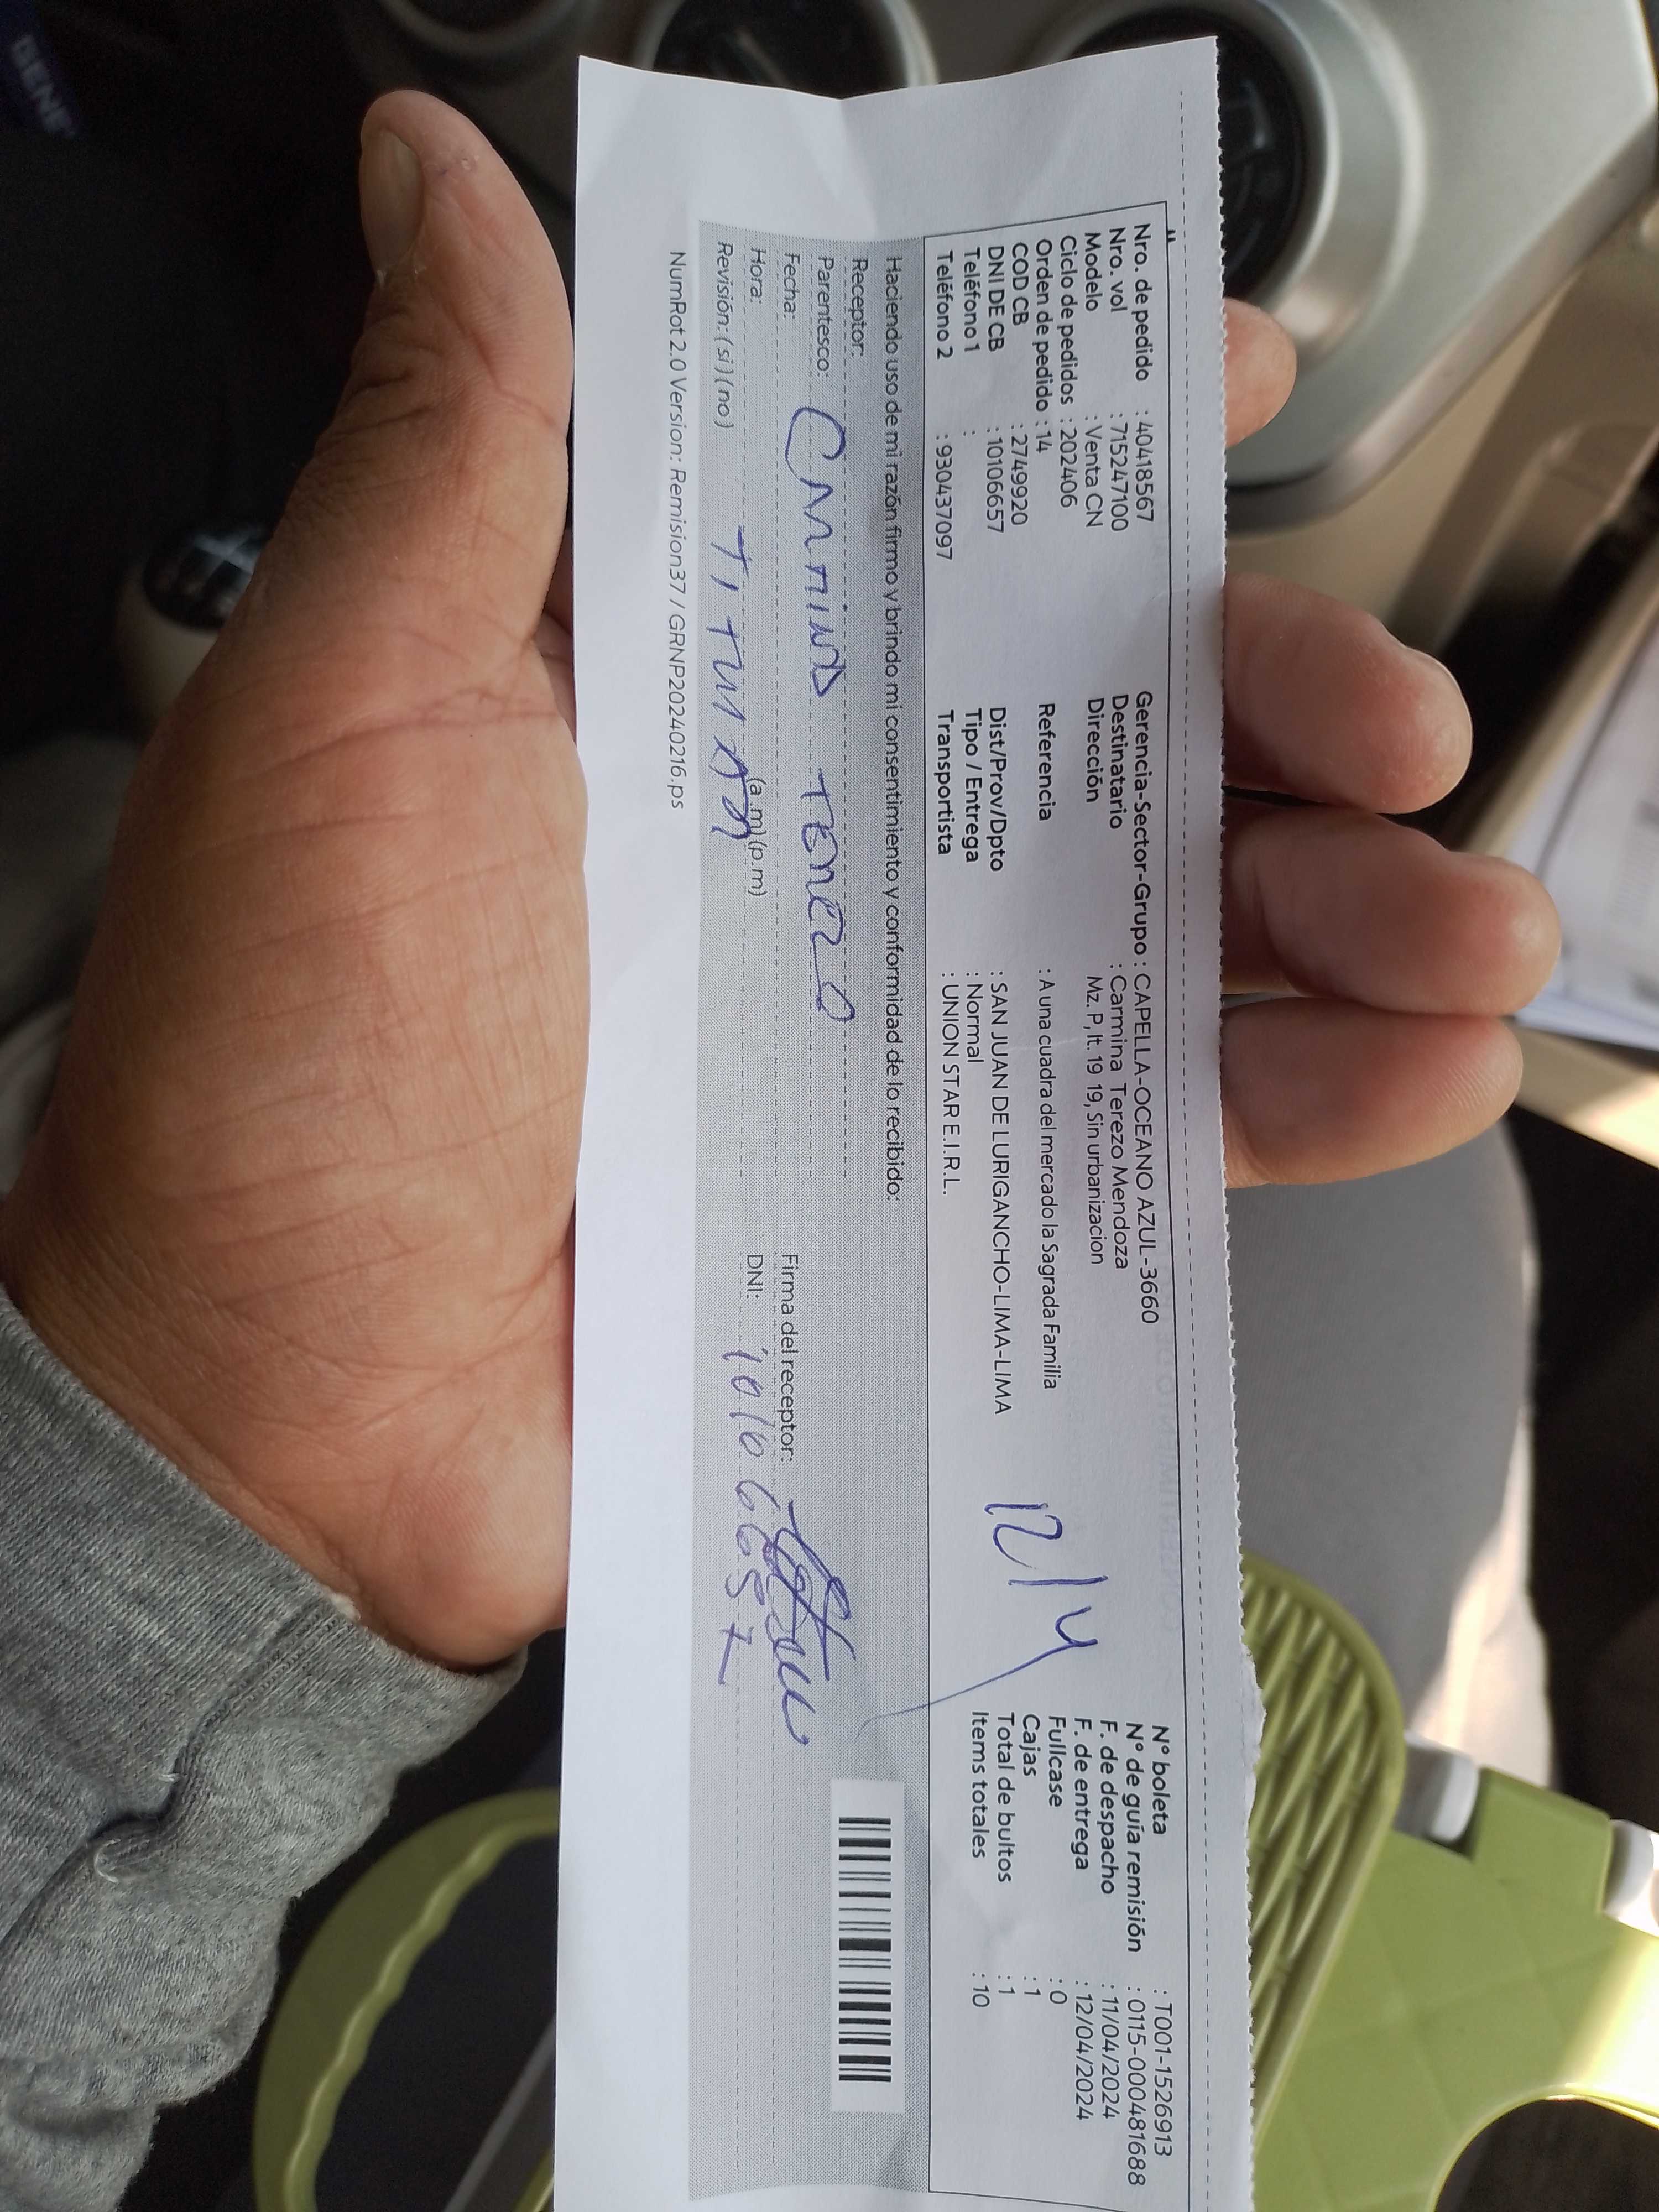 Nro. de pedido : 40418567
Nro. vol : 715247100
Modelo : Venta CN
Ciclo de pedidos : 202406
Orden de pedido : 14
COD CB : 2749920
DNI DE CB : 10106657
Teléfono 1 :
Teléfono 2 : 930437097
Gerencia-Sector-Grupo : CAPELLA-OCEANO AZUL-3660
Destinatario : Carmina Terezo Mendoza
Dirección Mz. P, lt. 19 19, Sin urbanizacion
Referencia : A una cuadra del mercado la Sagrada Familia
Dist/Prov/Dpto : SAN JUAN DE LURIGANCHO-LIMA-LIMA
Tipo / Entrega : Normal
Transportista : UNION STAR E.I.R.L.
12/4
N° boleta : T001-1526913
N° de guía remisión : 0115-000481688
F. de despacho : 11/04/2024
F. de entrega : 12/04/2024
Fullcase : 0
Cajas : 1
Total de bultos : 1
Items totales : 10
Haciendo uso de mi razón firmo y brindo mi consentimiento y conformidad de lo recibido:
Receptor:
Parentesco: CARMINA TEREZO
Fecha:
Hora: (a.m) (p.m)
Revisión: (si) (no) TITULAR
Firma del receptor:
DNI: 10106657
NumRot 2.0 Version: Remision37 / GRNP20240216.ps